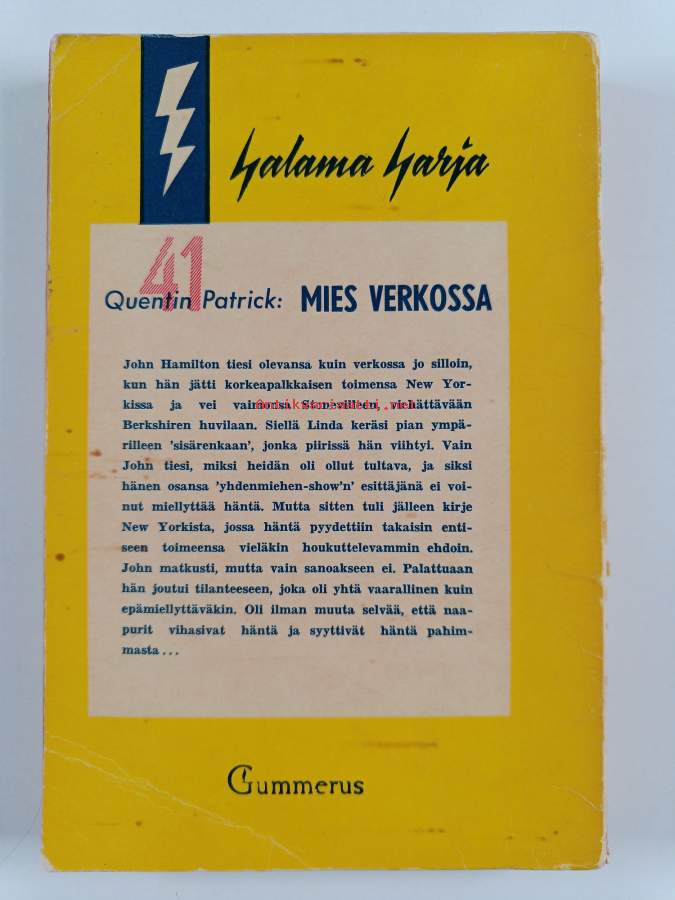 Salama Sarja
41
Quentin Patrick: MIES VERKOSSA
John Hamilton tiesi olevansa kuin verkossa jo silloin,
kun hän jätti korkeapalkkaisen toimensa New Yor-
kissa ja vei vaimonsa Stonevilleen, viehättävään
Antikvariaatti.net
Berkshiren huvilaan. Siellä Linda keräsi pian ympä-
rilleen 'sisärenkaan', jonka piirissä hän viihtyi. Vain
John tiesi, miksi heidän oli ollut tultava, ja siksi
hänen osansa 'yhdenmiehen-show'n' esittäjänä ei voi-
nut miellyttää häntä. Mutta sitten tuli jälleen kirje
New Yorkista, jossa häntä pyydettiin takaisin enti-
seen toimeensa vieläkin houkuttelevammin ehdoin.
John matkusti, mutta vain sanoakseen ei. Palattuaan
hän joutui tilanteeseen, joka oli yhtä vaarallinen kuin
epämiellyttäväkin. Oli ilman muuta selvää, että naa-
purit vihasivat häntä ja syyttivät häntä pahim-
masta...
Gummerus